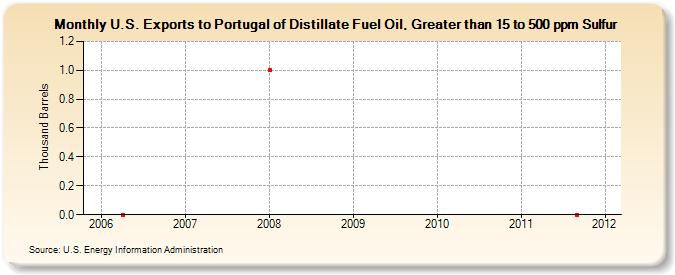 Monthly U.S. Exports to Portugal of Distillate Fuel Oil, Greater than 15 to 500 ppm Sulfur
Thousand Barrels
1.2
1.0
0.8
0.6
0.4
0.2
0.0
2006 2007 2008 2009 2010 2011 2012
Source: U.S. Energy Information Administration